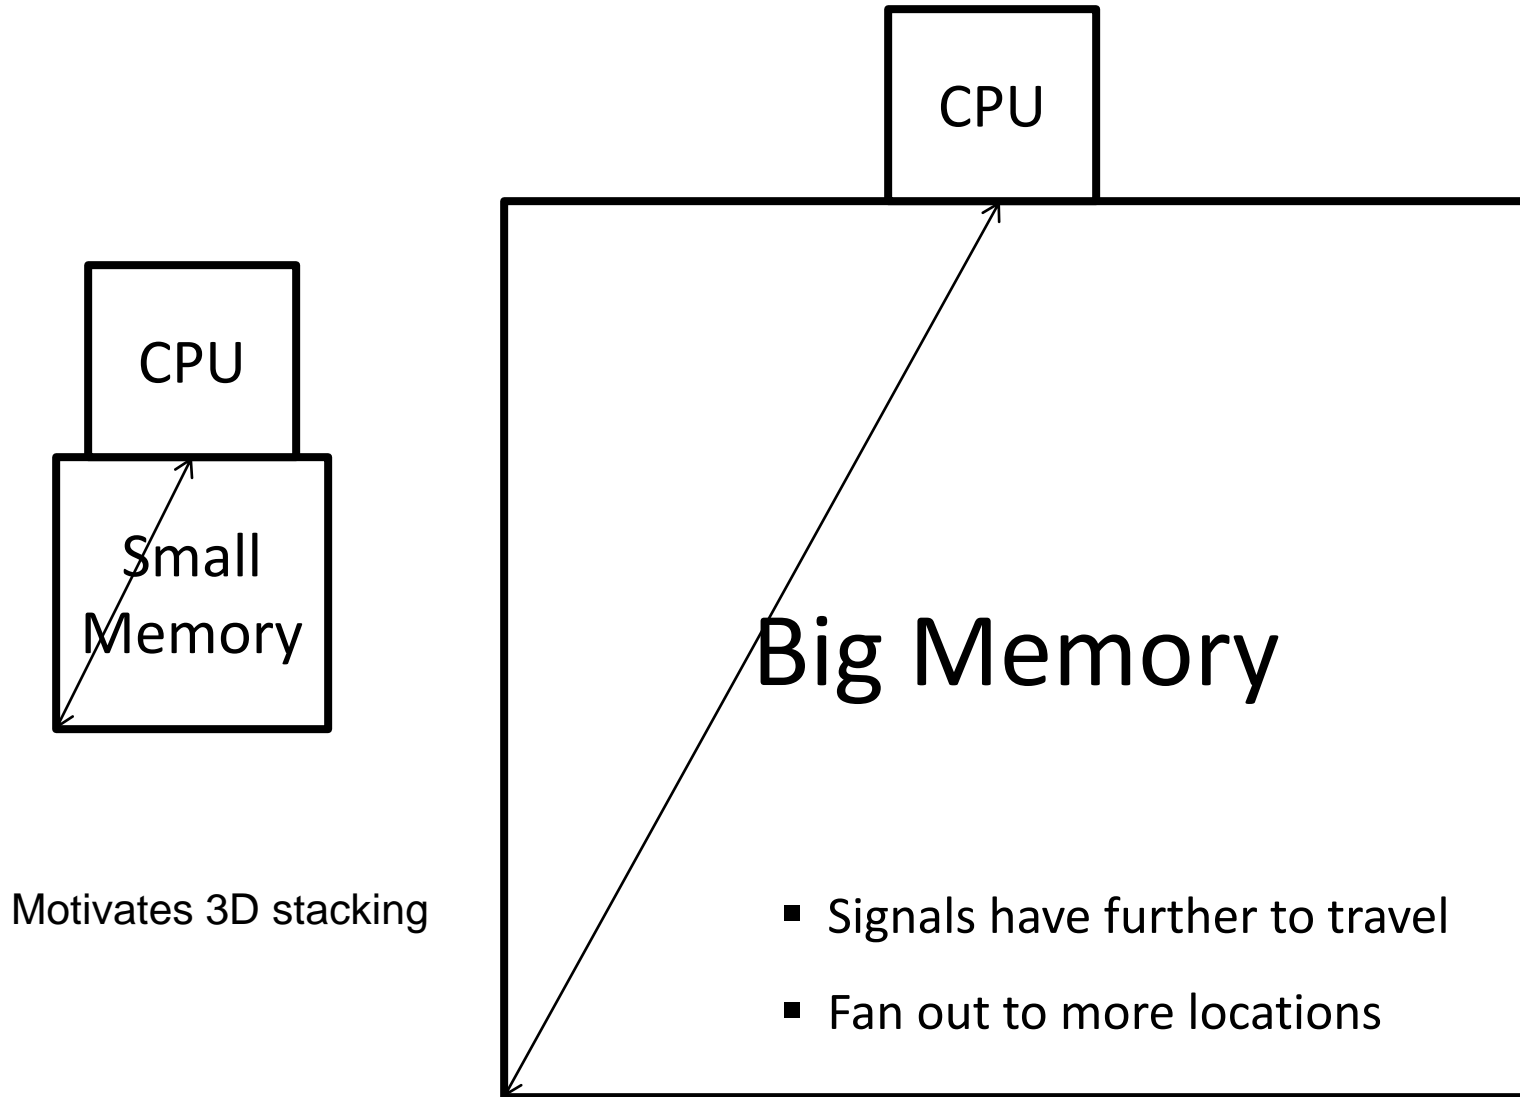 CPU
CPU
Small
Memory
Big Memory
Motivates 3D stacking
▪ Signals have further to travel
▪ Fan out to more locations